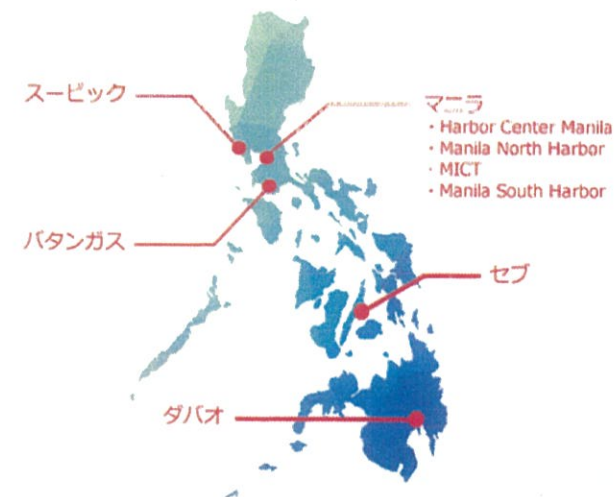 スービック
マニラ
・Harbor Center Manila
・Manila North Harbor
・MICT
・Manila South Harbor
バタンガス
セブ
ダバオ